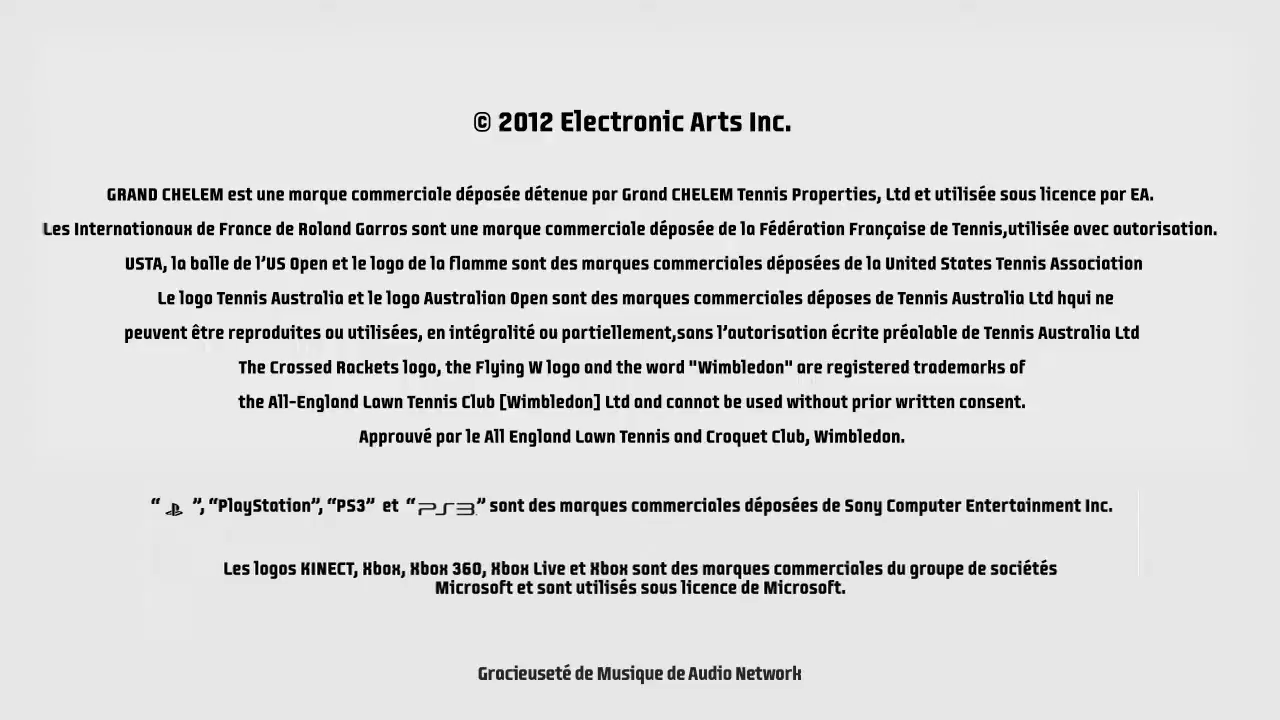 © 2012 Electronic Arts Inc.
GRAND CHELEM est une marque commerciale déposée détenue par Grand CHELEM Tennis Properties, Ltd et utilisée sous licence par EA.
Les Internationaux de France de Roland Garros sont une marque commerciale déposée de la Fédération Française de Tennis,utilisée avec autorisation.
USTA, la balle de l'US Open et le logo de la flamme sont des marques commerciales déposées de la United States Tennis Association
Le logo Tennis Australia et le logo Australian Open sont des marques commerciales déposes de Tennis Australia Ltd hqui ne
peuvent être reproduites ou utilisées, en intégralité ou partiellement,sans l'autorisation écrite préalable de Tennis Australia Ltd
The Crossed Rackets logo, the Flying W logo and the word "Wimbledon" are registered trademarks of
the All-England Lawn Tennis Club [Wimbledon] Ltd and cannot be used without prior written consent.
Approuvé par le All England Lawn Tennis and Croquet Club, Wimbledon.
“ ”, “PlayStation”, “PS3” et “PS3” sont des marques commerciales déposées de Sony Computer Entertainment Inc.
Les logos KINECT, Xbox, Xbox 360, Xbox Live et Xbox sont des marques commerciales du groupe de sociétés
Microsoft et sont utilisés sous licence de Microsoft.
Gracieuseté de Musique de Audio Network